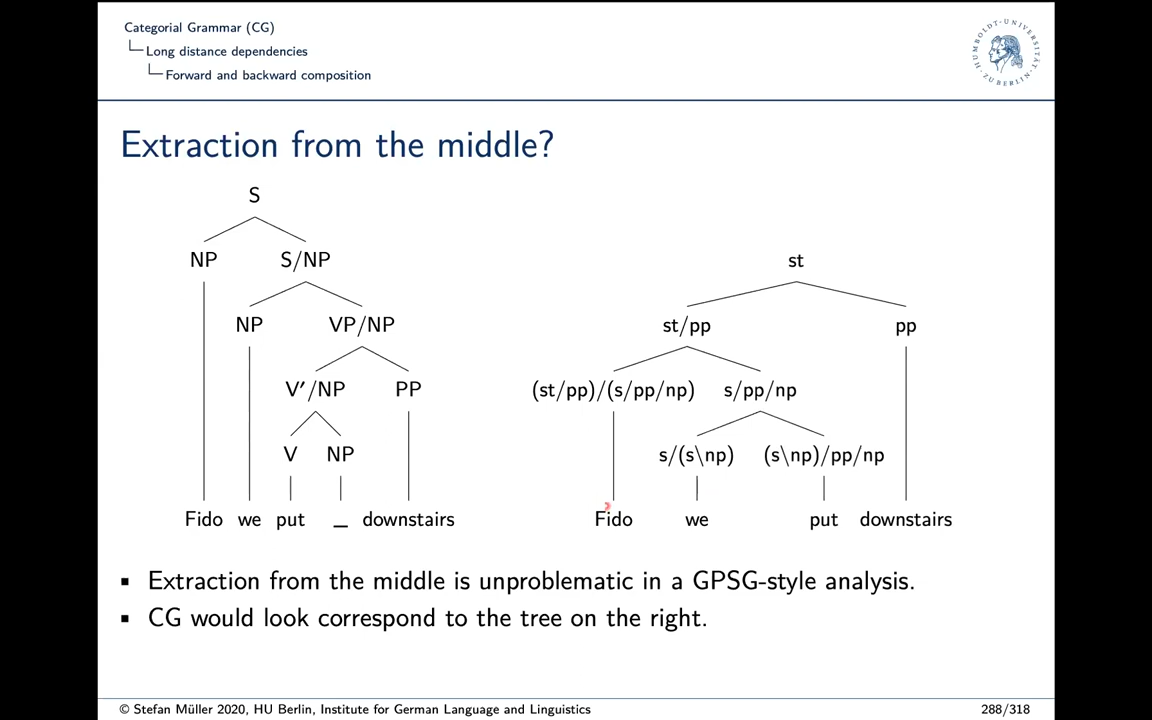 Categorial Grammar (CG)
Long distance dependencies
Forward and backward composition
HUMBOLDT-UNIVERSITÄT ZU BERLIN
Extraction from the middle?
S
NP S/NP st
NP VP/NP st/pp pp
V′/NP PP (st/pp)/(s/pp/np) s/pp/np
V NP s/(s\np) (s\np)/pp/np
Fido we put _ downstairs Fido we put downstairs
▪ Extraction from the middle is unproblematic in a GPSG-style analysis.
▪ CG would look correspond to the tree on the right.
© Stefan Müller 2020, HU Berlin, Institute for German Language and Linguistics 288/318